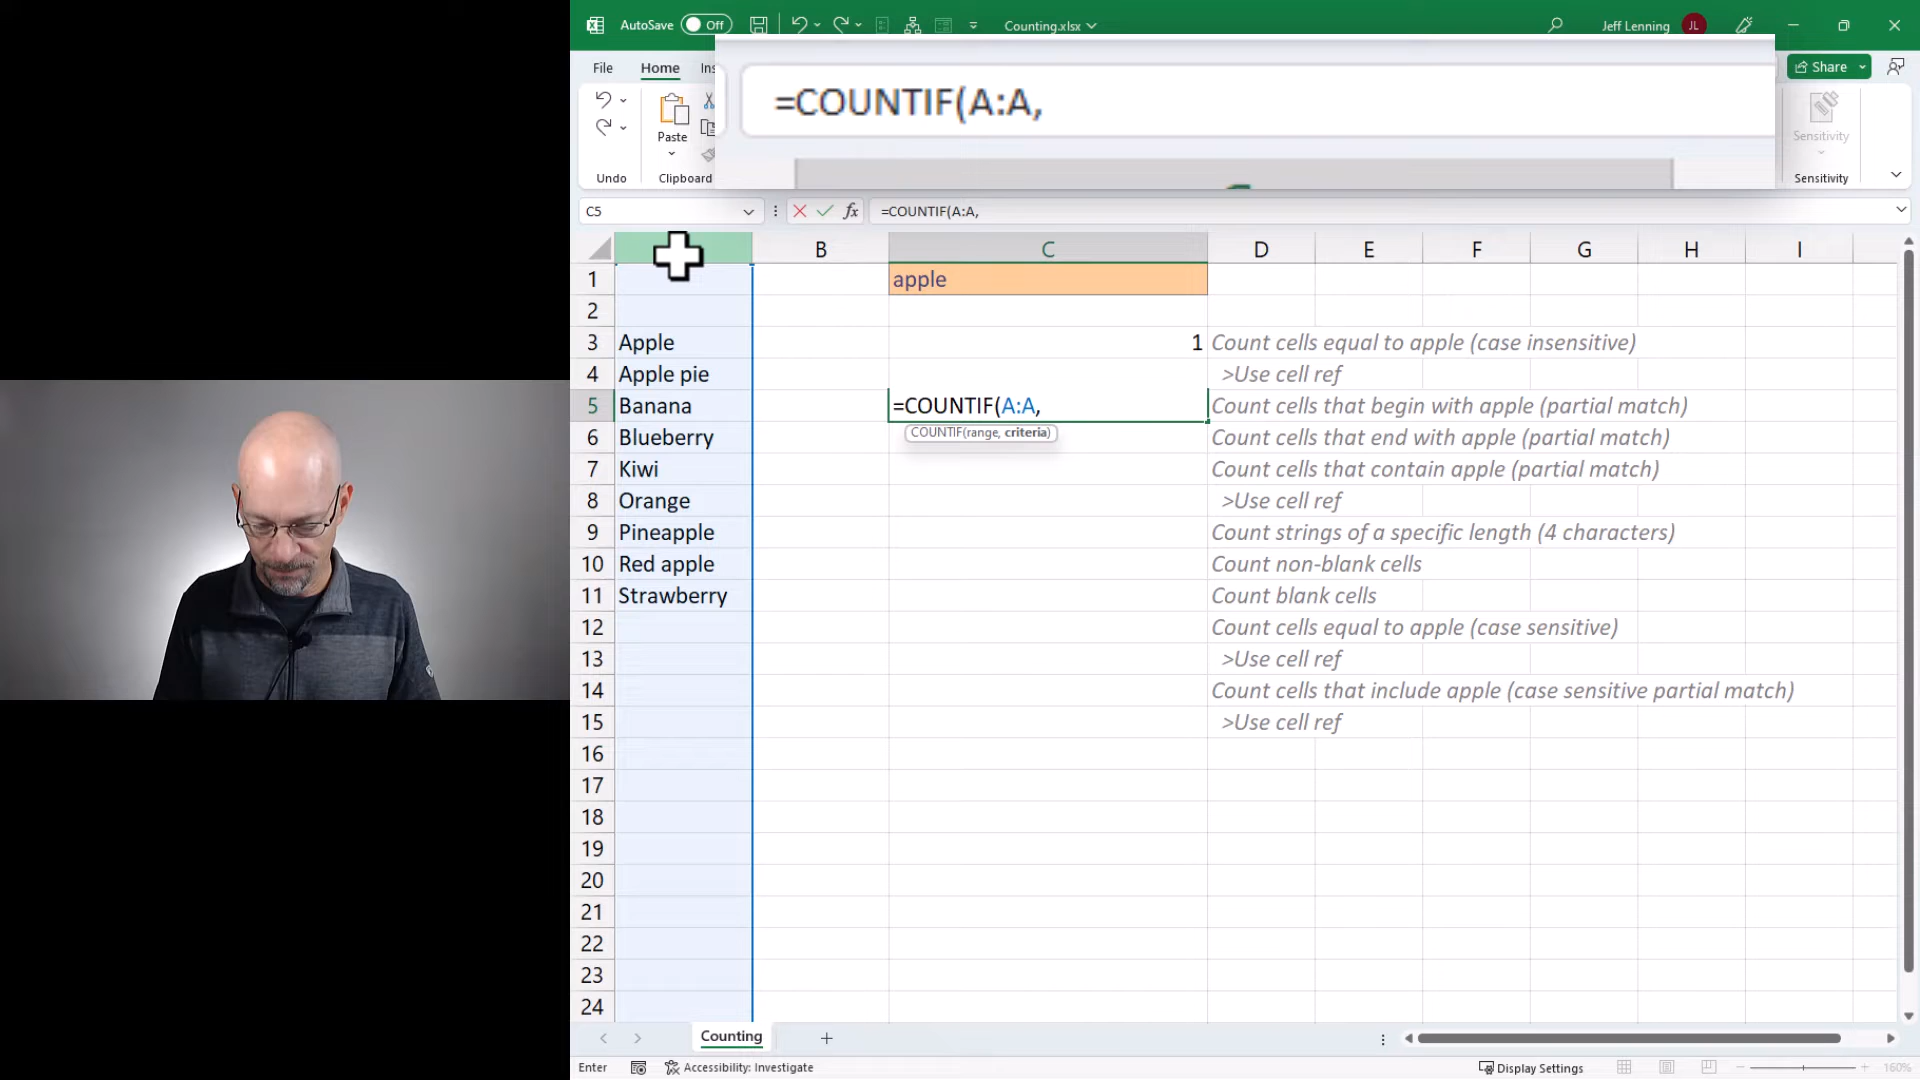 AutoSave Off Counting.xlsx Jeff Lenning JL
File Home Share
=COUNTIF(A:A,
Paste
Undo Clipboard
Sensitivity
Sensitivity
C5 fx =COUNTIF(A:A,
B C D E F G H I
1 apple
2
3 Apple 1 Count cells equal to apple (case insensitive)
4 Apple pie >Use cell ref
5 Banana =COUNTIF(A:A, Count cells that begin with apple (partial match)
COUNTIF(range, criteria)
6 Blueberry Count cells that end with apple (partial match)
7 Kiwi Count cells that contain apple (partial match)
8 Orange >Use cell ref
9 Pineapple Count strings of a specific length (4 characters)
10 Red apple Count non-blank cells
11 Strawberry Count blank cells
12 Count cells equal to apple (case sensitive)
13 >Use cell ref
14 Count cells that include apple (case sensitive partial match)
15 >Use cell ref
16
17
18
19
20
21
22
23
24
Counting
Enter Accessibility: Investigate Display Settings 160%